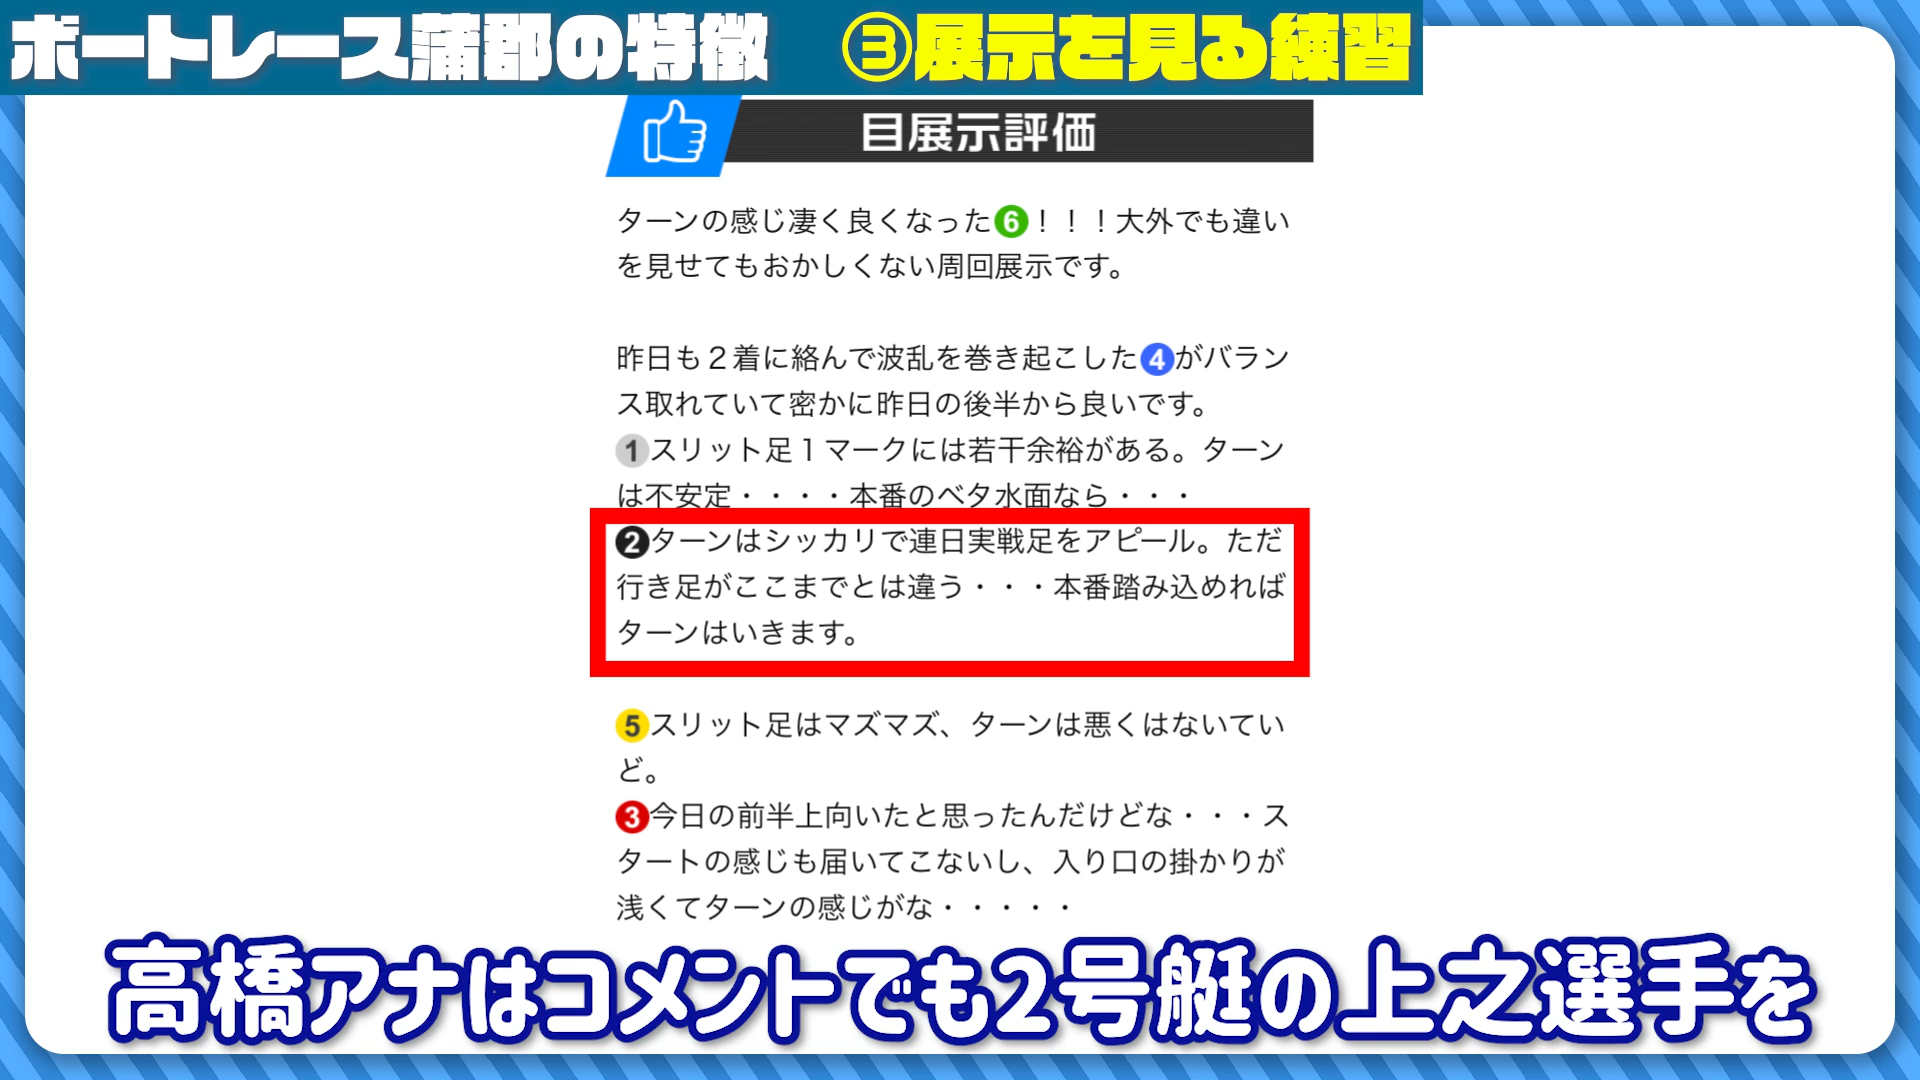 ボートレース蒲郡の特徴　③展示を見る練習
目展示評価
ターンの感じ凄く良くなった6！！！大外でも違い
を見せてもおかしくない周回展示です。
昨日も２着に絡んで波乱を巻き起こした4がバラン
ス取れていて密かに昨日の後半から良いです。
1スリット足１マークには若干余裕がある。ターン
は不安定・・・・本番のベタ水面なら・・・
2ターンはシッカリで連日実戦足をアピール。ただ
行き足がここまでとは違う・・・本番踏み込めれば
ターンはいきます。
5スリット足はマズマズ、ターンは悪くはないてい
ど。
3今日の前半上向いたと思ったんだけどな・・・ス
タートの感じも届いてこないし、入り口の掛かりが
浅くてターンの感じがな・・・・・
高橋アナはコメントでも2号艇の上之選手を